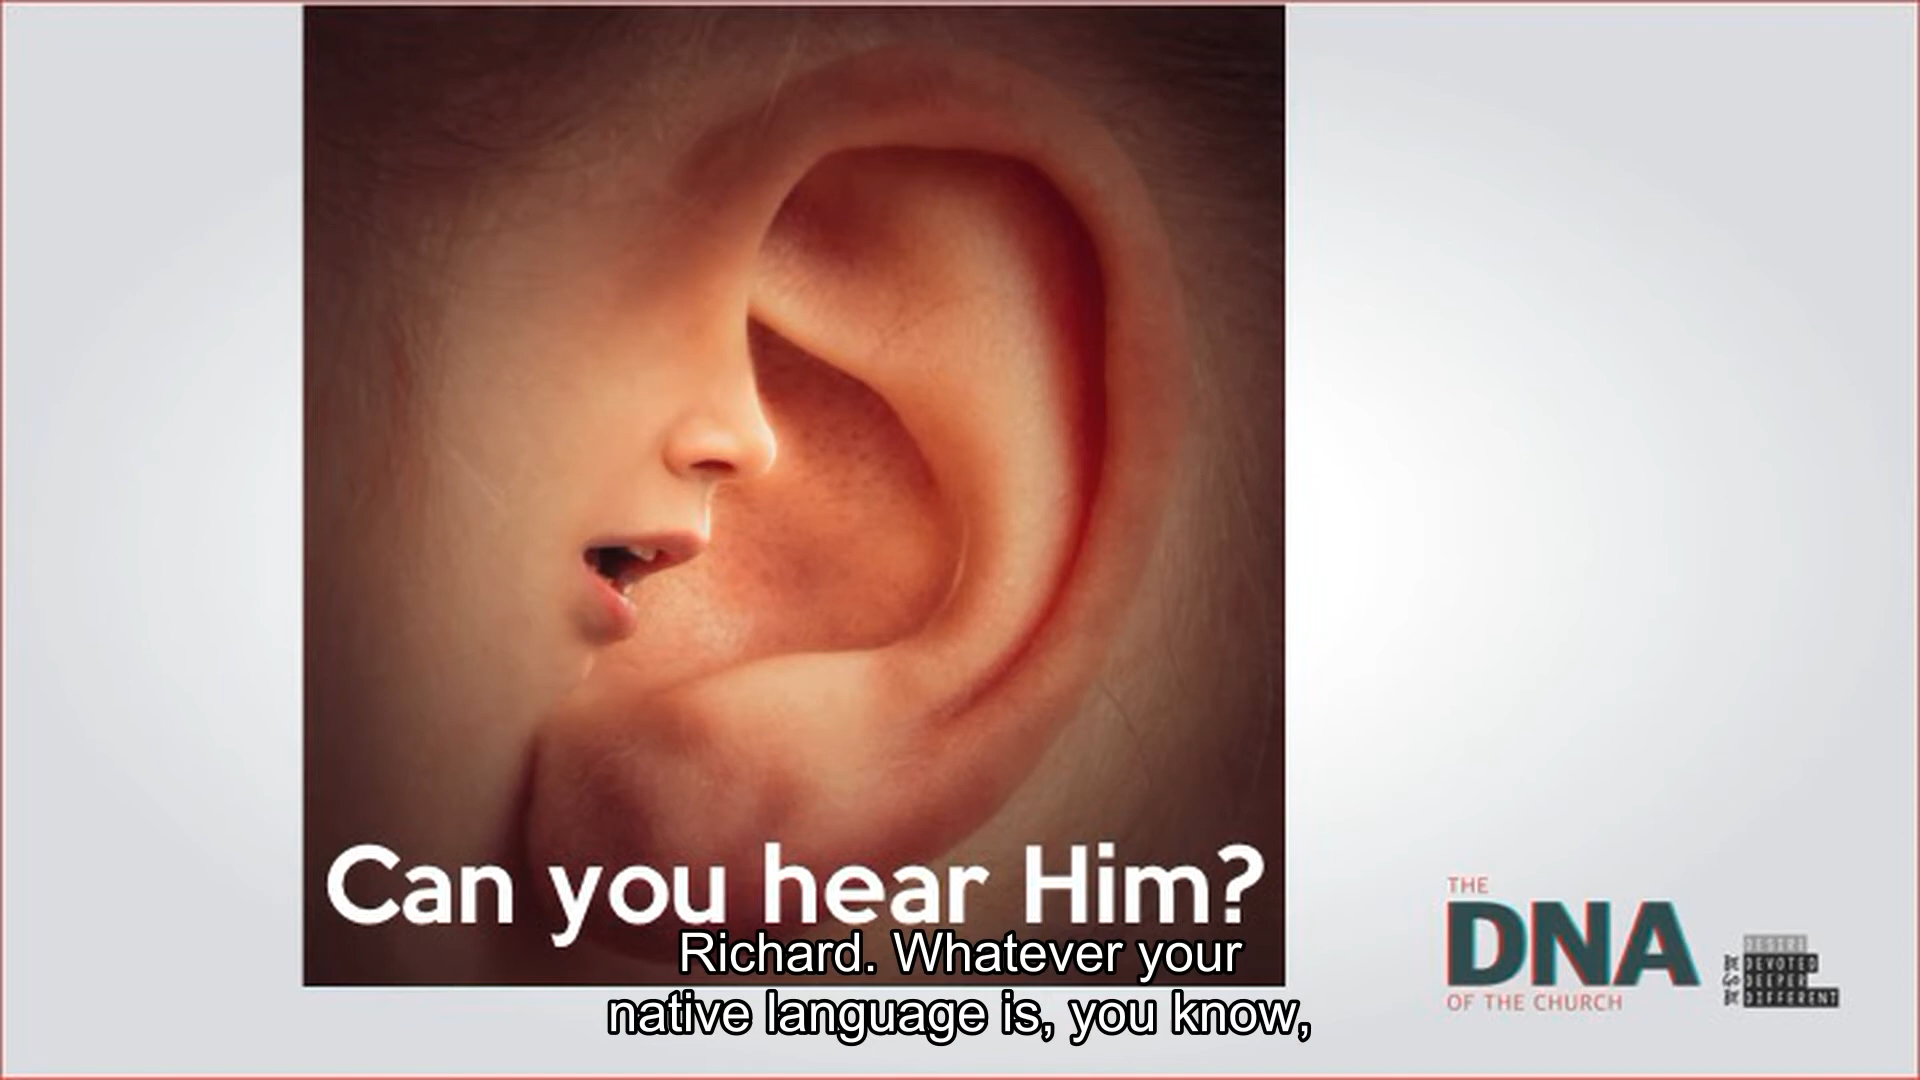 Can you hear Him?
Richard. Whatever your
native language is, you know,
THE
DNA
OF THE CHURCH
DESIRE
DEVOTED
DEEPER
DIFFERENT